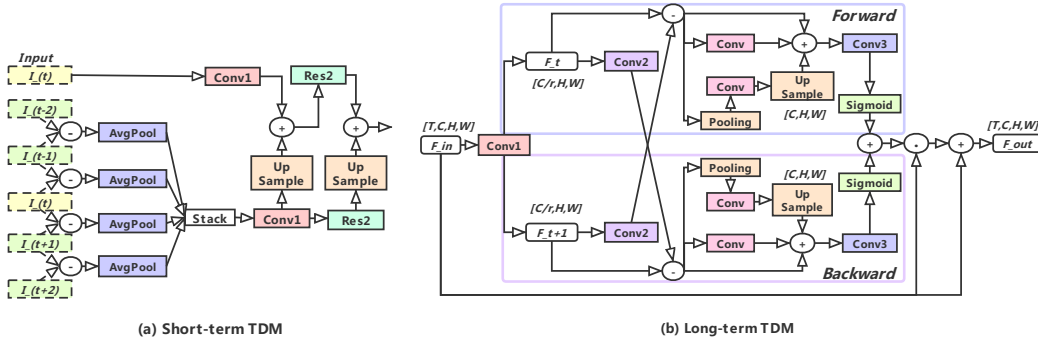 Input
I_(t)
I_(t-2)
I_(t-1)
I_(t)
I_(t+1)
I_(t+2)
-
-
-
-
AvgPool
AvgPool
AvgPool
AvgPool
Stack
Conv1
Res2
+
+
Up
Sample
Up
Sample
Conv1
Res2
(a) Short-term TDM
Forward
[T,C,H,W]
F_in
Conv1
F_t
[C/r,H,W]
Conv2
-
Conv
Conv
Pooling
Up
Sample
[C,H,W]
+
Conv3
Sigmoid
+
-
+
[T,C,H,W]
F_out
[C/r,H,W]
F_t+1
Conv2
-
Pooling
Conv
Conv
[C,H,W]
Up
Sample
+
Sigmoid
Conv3
Backward
(b) Long-term TDM